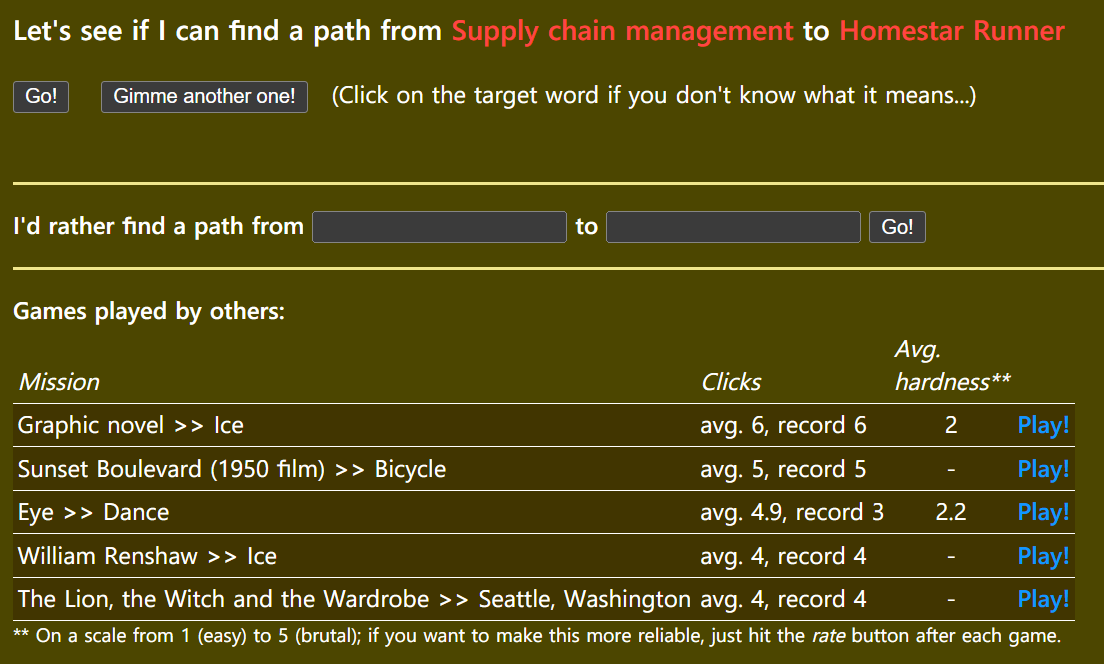 Let's see if I can find a path from Supply chain management to Homestar Runner
Go! Gimme another one! (Click on the target word if you don't know what it means...)
I'd rather find a path from to Go!
Games played by others:
Mission Clicks Avg. hardness**
Graphic novel >> Ice avg. 6, record 6 2 Play!
Sunset Boulevard (1950 film) >> Bicycle avg. 5, record 5 - Play!
Eye >> Dance avg. 4.9, record 3 2.2 Play!
William Renshaw >> Ice avg. 4, record 4 - Play!
The Lion, the Witch and the Wardrobe >> Seattle, Washington avg. 4, record 4 - Play!
** On a scale from 1 (easy) to 5 (brutal); if you want to make this more reliable, just hit the rate button after each game.